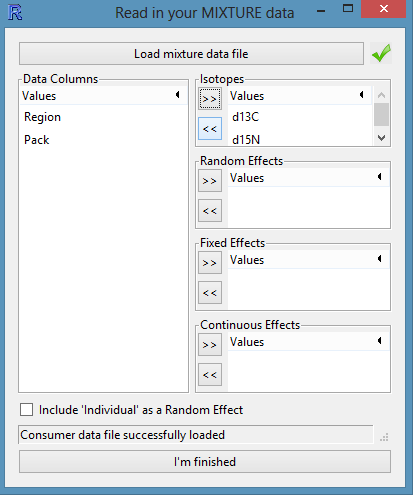 Read in your MIXTURE data
Load mixture data file
Data Columns
Values
Region
Pack
Isotopes
>>
<<
Values
d13C
d15N
Random Effects
>>
<<
Values
Fixed Effects
>>
<<
Values
Continuous Effects
>>
<<
Values
Include 'Individual' as a Random Effect
Consumer data file successfully loaded
I'm finished